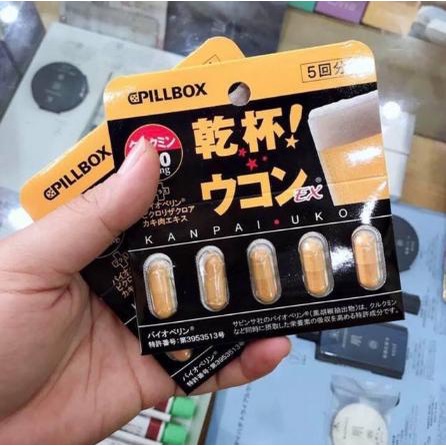 PILLBOX
5回分
クルクミン
乾杯!
ウコン EX
バイオペリン®
ピクロリザクロア
カキ肉エキス
KANPAI UKO
バイオペリン®
特許番号:第3953513号
サビンサ社のバイオペリン®(黒胡椒抽出物)は、クルクミン
など同時に摂取した栄養素の吸収を高める特許成分です。
PILLBOX